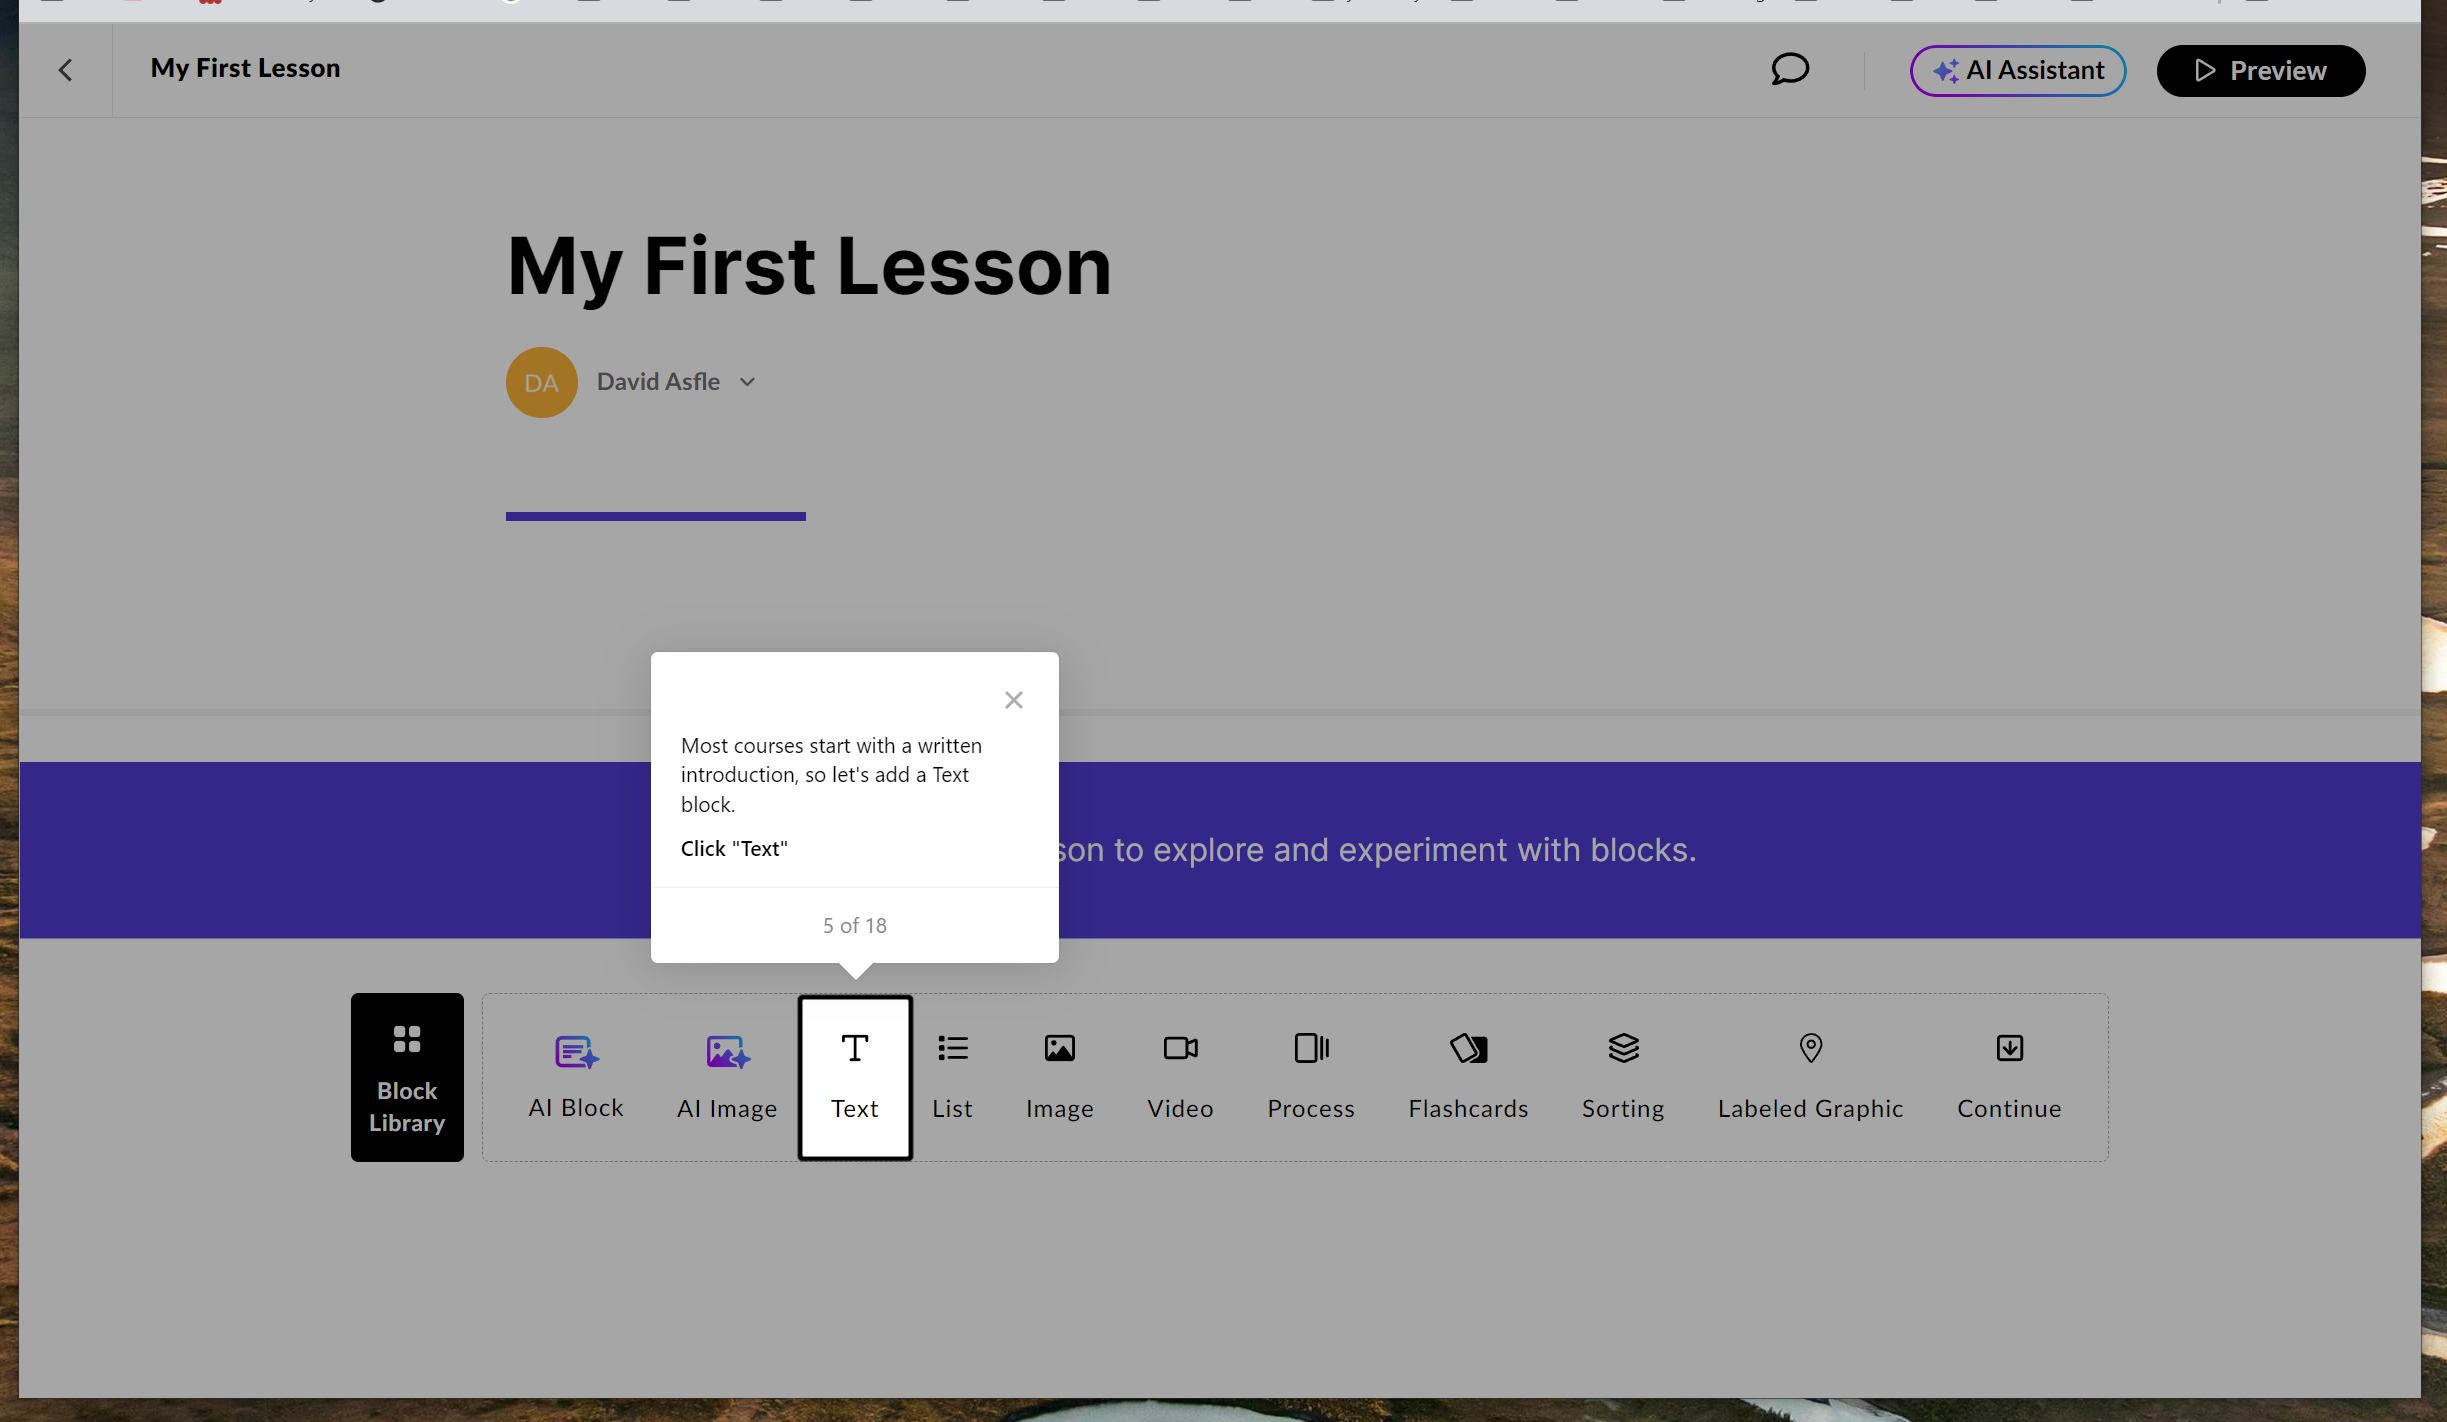 My First Lesson
AI Assistant
Preview
My First Lesson
DA
David Asfle
Most courses start with a written
introduction, so let's add a Text
block.
Click "Text"
5 of 18
to explore and experiment with blocks.
Block
Library
AI Block
AI Image
Text
List
Image
Video
Process
Flashcards
Sorting
Labeled Graphic
Continue